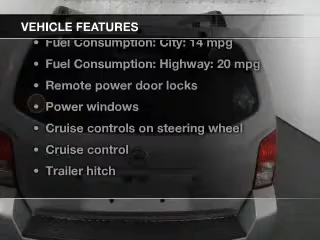 VEHICLE FEATURES
• Fuel Consumption: City: 14 mpg
• Fuel Consumption: Highway: 20 mpg
• Remote power door locks
• Power windows
• Cruise controls on steering wheel
• Cruise control
• Trailer hitch